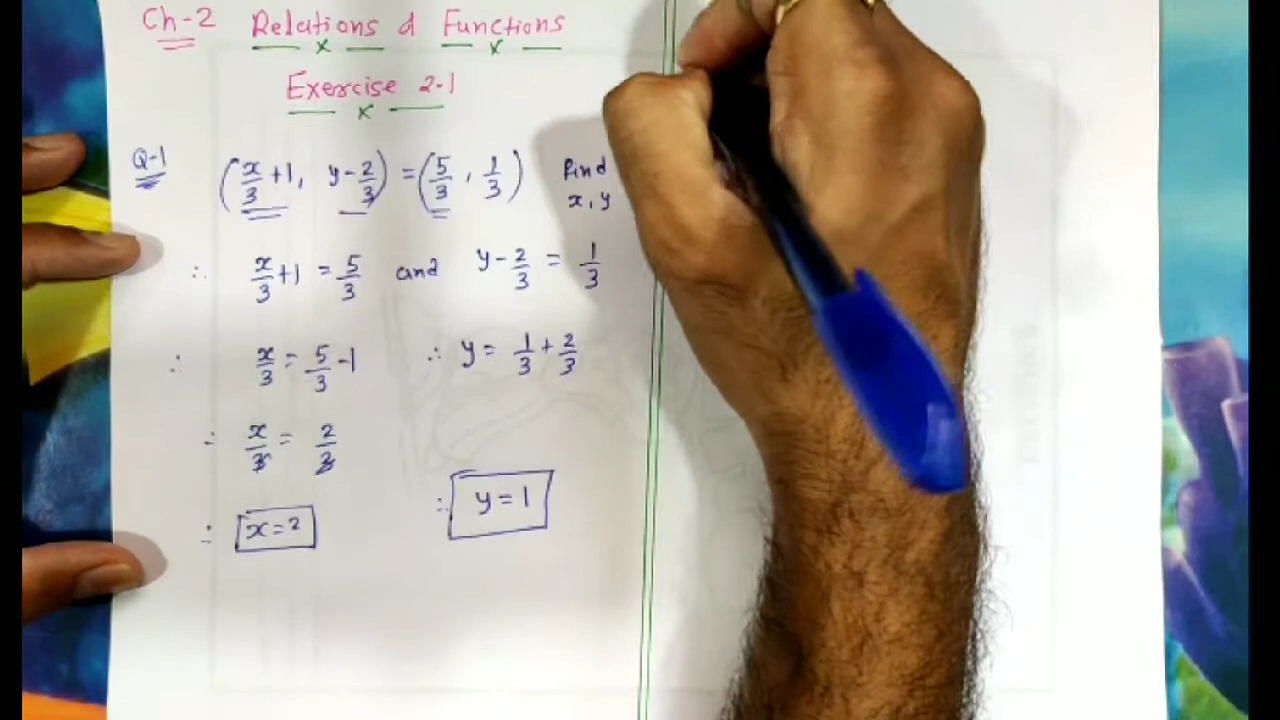 Ch-2 Relations & Functions
Exercise 2.1
Q-1 (x/3 + 1, y - 2/3) = (5/3, 1/3) Find x, y
∴ x/3 + 1 = 5/3 and y - 2/3 = 1/3
∴ x/3 = 5/3 - 1 ∴ y = 1/3 + 2/3
∴ x/3 = 2/3
∴ x = 2 ∴ y = 1